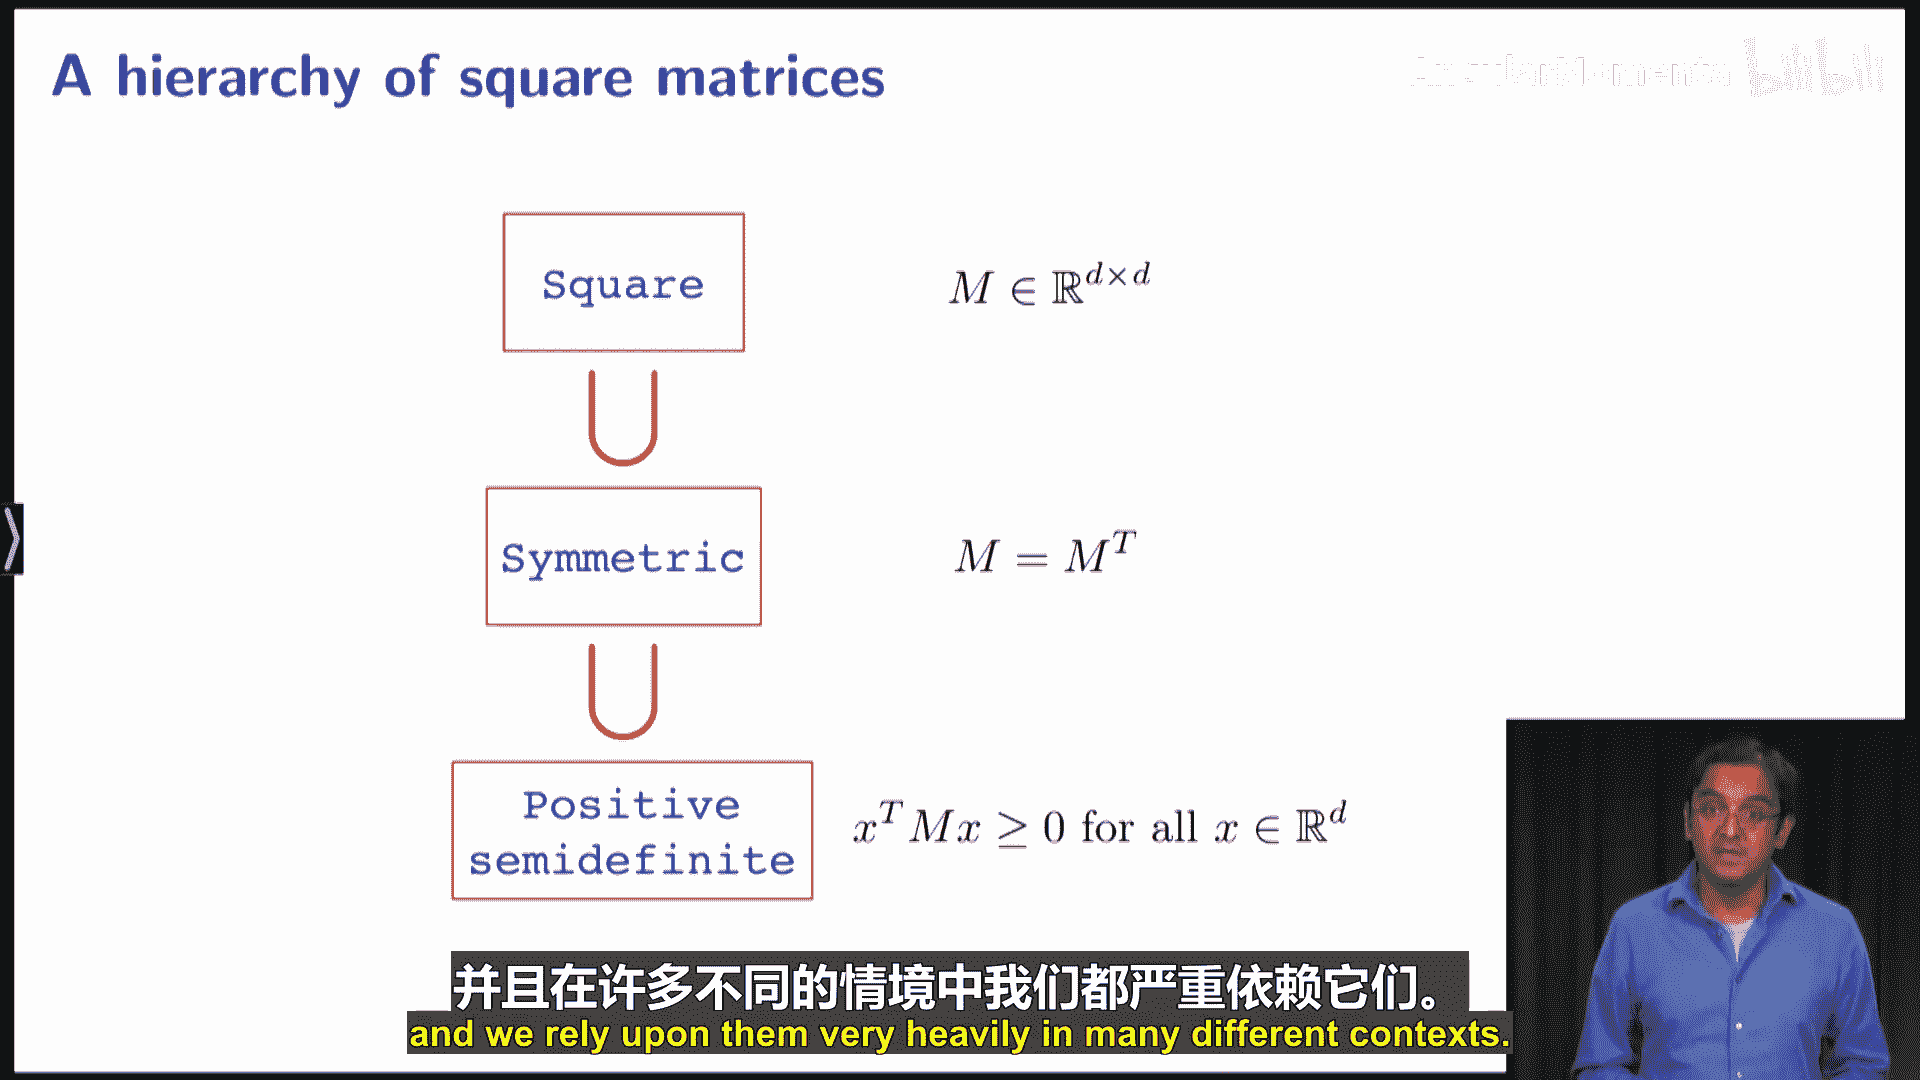 A hierarchy of square matrices
bilibili
Square
M ∈ ℝ^{d×d}
Symmetric
M = M^T
Positive
semidefinite
x^T M x ≥ 0 for all x ∈ ℝ^d
并且在许多不同的情境中我们都严重依赖它们。
and we rely upon them very heavily in many different contexts.